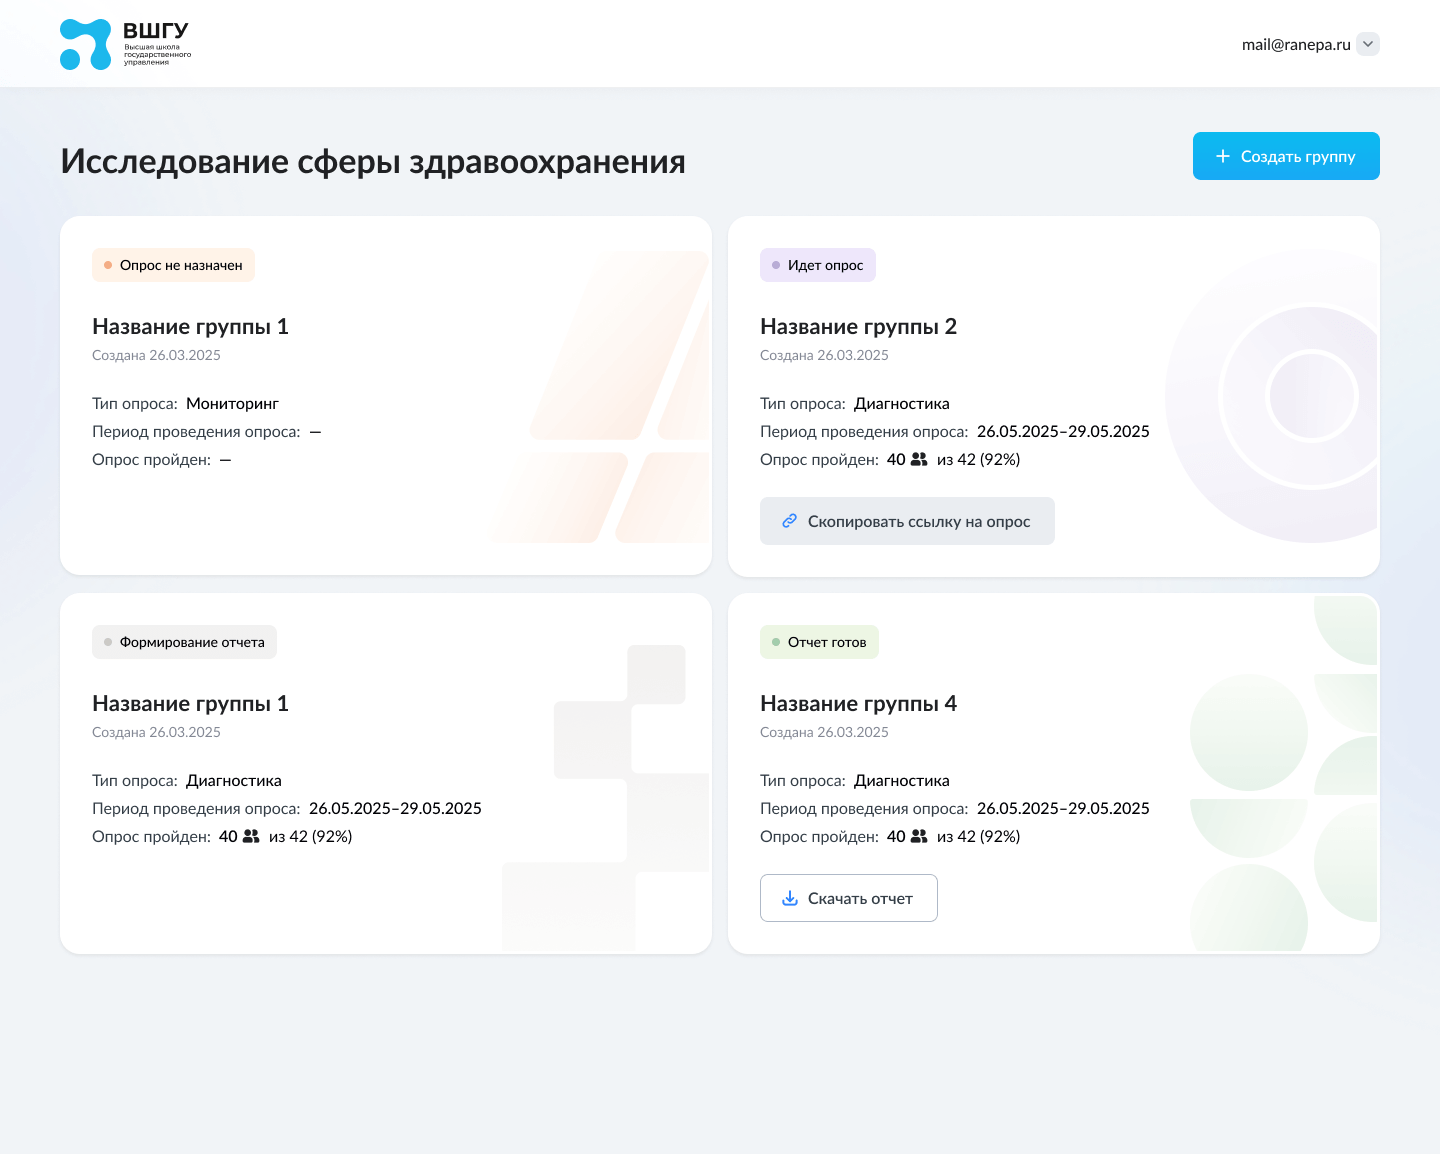 ВШГУ
Высшая школа
государственного
управления
mail@ranepa.ru
Исследование сферы здравоохранения
Создать группу
Опрос не назначен
Название группы 1
Создана 26.03.2025
Тип опроса: Мониторинг
Период проведения опроса: —
Опрос пройден: —
Идет опрос
Название группы 2
Создана 26.03.2025
Тип опроса: Диагностика
Период проведения опроса: 26.05.2025–29.05.2025
Опрос пройден: 40 из 42 (92%)
Скопировать ссылку на опрос
Формирование отчета
Название группы 1
Создана 26.03.2025
Тип опроса: Диагностика
Период проведения опроса: 26.05.2025–29.05.2025
Опрос пройден: 40 из 42 (92%)
Отчет готов
Название группы 4
Создана 26.03.2025
Тип опроса: Диагностика
Период проведения опроса: 26.05.2025–29.05.2025
Опрос пройден: 40 из 42 (92%)
Скачать отчет